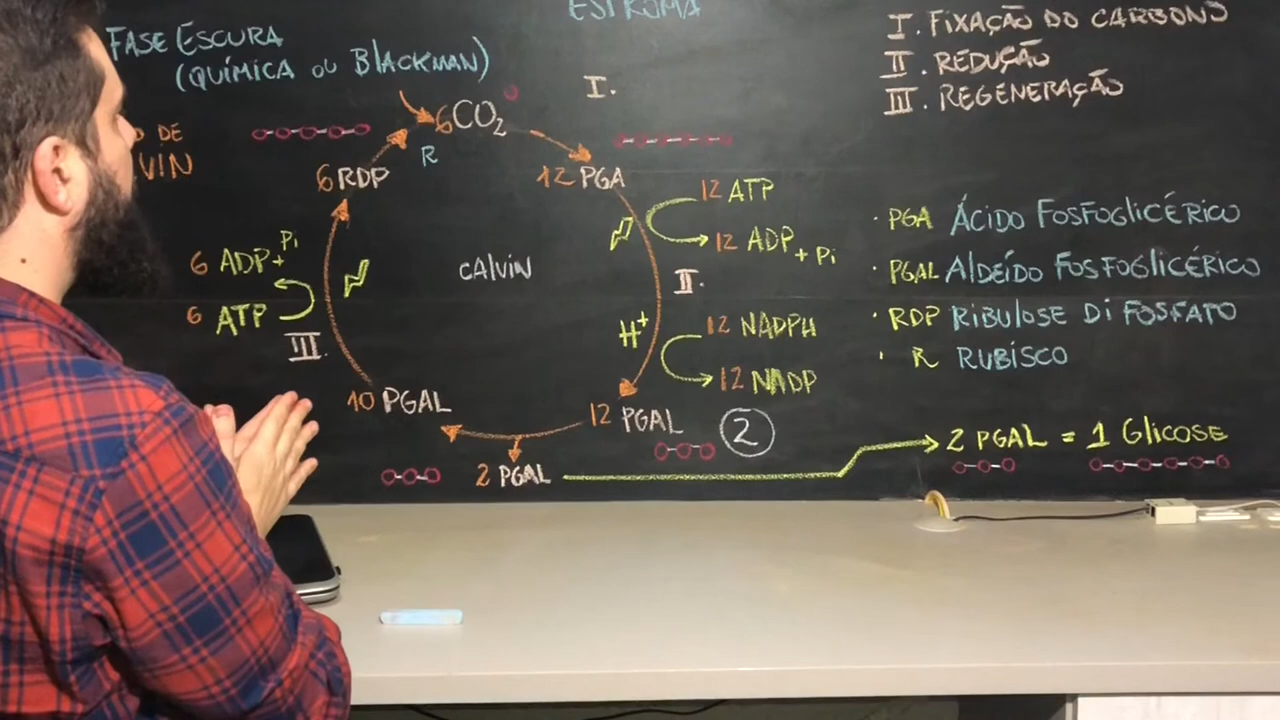 ESTROMA
FASE ESCURA
(QUÍMICA OU BLACKMAN)
DE
I.
6CO₂
R
6 RDP
12 PGA
12 ATP
12 ADP + Pi
6 ADP + Pi
6 ATP
III.
CALVIN
II.
H⁺
12 NADPH
12 NADP
10 PGAL
12 PGAL
2
2 PGAL
I. FIXAÇÃO DO CARBONO
II. REDUÇÃO
III. REGENERAÇÃO
· PGA ÁCIDO FOSFOGLICÉRICO
· PGAL ALDEÍDO FOSFOGLICÉRICO
· RDP RIBULOSE DI FOSFATO
· R RUBISCO
2 PGAL = 1 GLICOSE